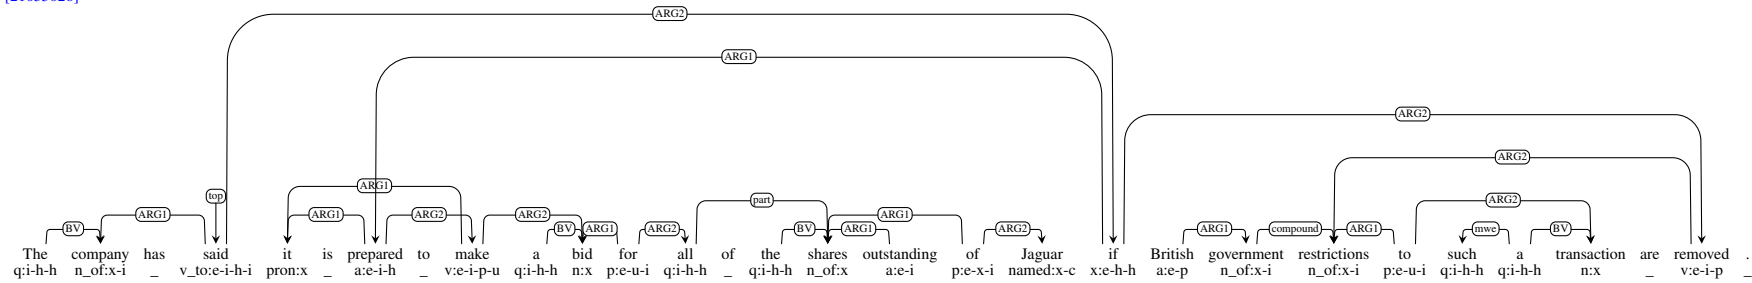 ARG2
ARG1
ARG2
ARG2
top ARG1 part ARG2
ARG1 ARG1 ARG2 ARG2 ARG1
BV BV ARG1 ARG2 BV ARG1 ARG2 ARG1 compound ARG1 mwe BV
The company has said it is prepared to make a bid for all of the shares outstanding of Jaguar if British government restrictions to such a transaction are removed .
q:i-h-h n_of:x-i _ v_to:e-i-h-i pron:x _ a:e-i-h _ v:e-i-p-u q:i-h-h n:x p:e-u-i q:i-h-h _ q:i-h-h n_of:x a:e-i p:e-x-i named:x-c x:e-h-h a:e-p n_of:x-i n_of:x-i p:e-u-i q:i-h-h q:i-h-h n:x _ v:e-i-p _